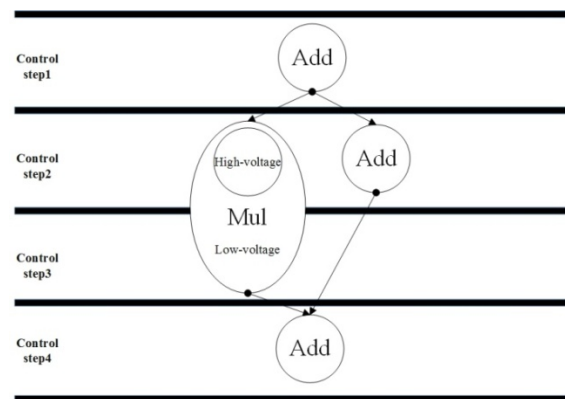 Control
step1
Add
Control
step2
High-voltage
Add
Mul
Low-voltage
Control
step3
Control
step4
Add